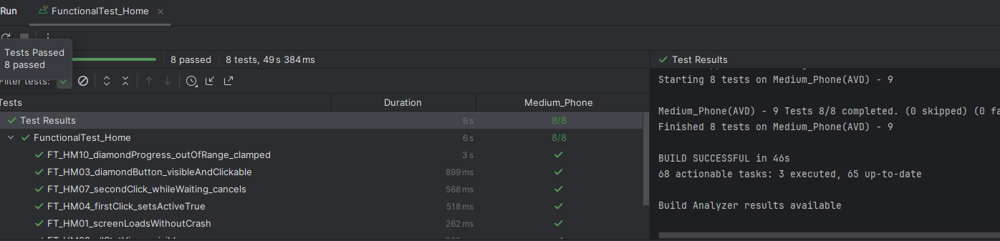 Run
FunctionalTest_Home
Tests Passed
8 passed
8 passed
8 tests, 49 s 384 ms
Filter tests:
Tests
Duration
Medium_Phone
Test Results
6 s
8/8
FunctionalTest_Home
6 s
8/8
FT_HM10_diamondProgress_outOfRange_clamped
3 s
FT_HM03_diamondButton_visibleAndClickable
899 ms
FT_HM07_secondClick_whileWaiting_cancels
568 ms
FT_HM04_firstClick_setsActiveTrue
518 ms
FT_HM01_screenLoadsWithoutCrash
262 ms
Test Results
Starting 8 tests on Medium_Phone(AVD) - 9
Medium_Phone(AVD) - 9 Tests 8/8 completed. (0 skipped) (0 fa
Finished 8 tests on Medium_Phone(AVD) - 9
BUILD SUCCESSFUL in 46s
68 actionable tasks: 3 executed, 65 up-to-date
Build Analyzer results available